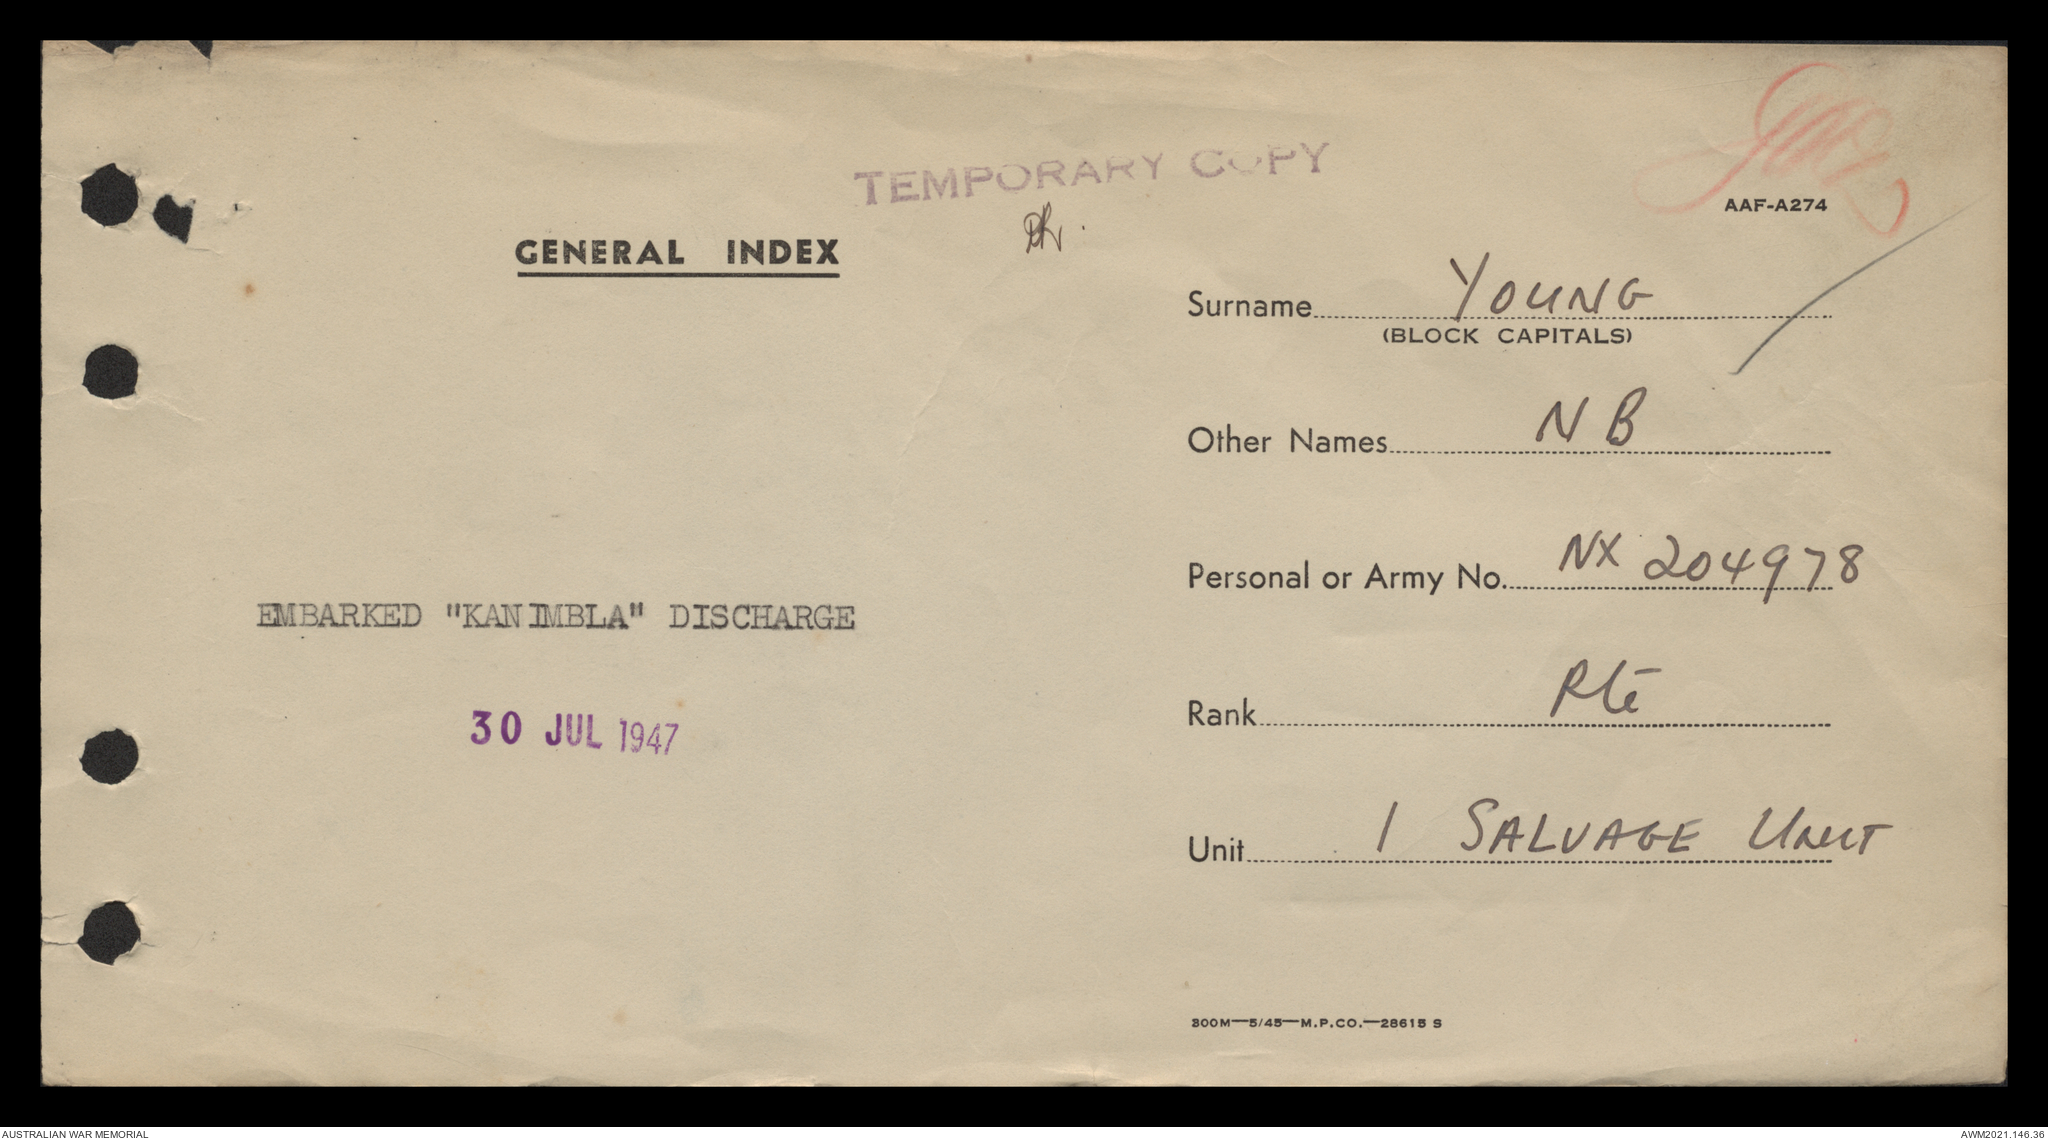 TEMPORARY COPY
AAF-A274
GENERAL INDEX
Surname YOUNG
(BLOCK CAPITALS)
Other Names N B
Personal or Army No. NX 204978
EMBARKED "KANIMBLA" DISCHARGE
30 JUL 1947
Rank Pte
Unit 1 SALVAGE UNIT
300M—5/45—M.P.CO.—28615 S
AUSTRALIAN WAR MEMORIAL
AWM2021.146.36